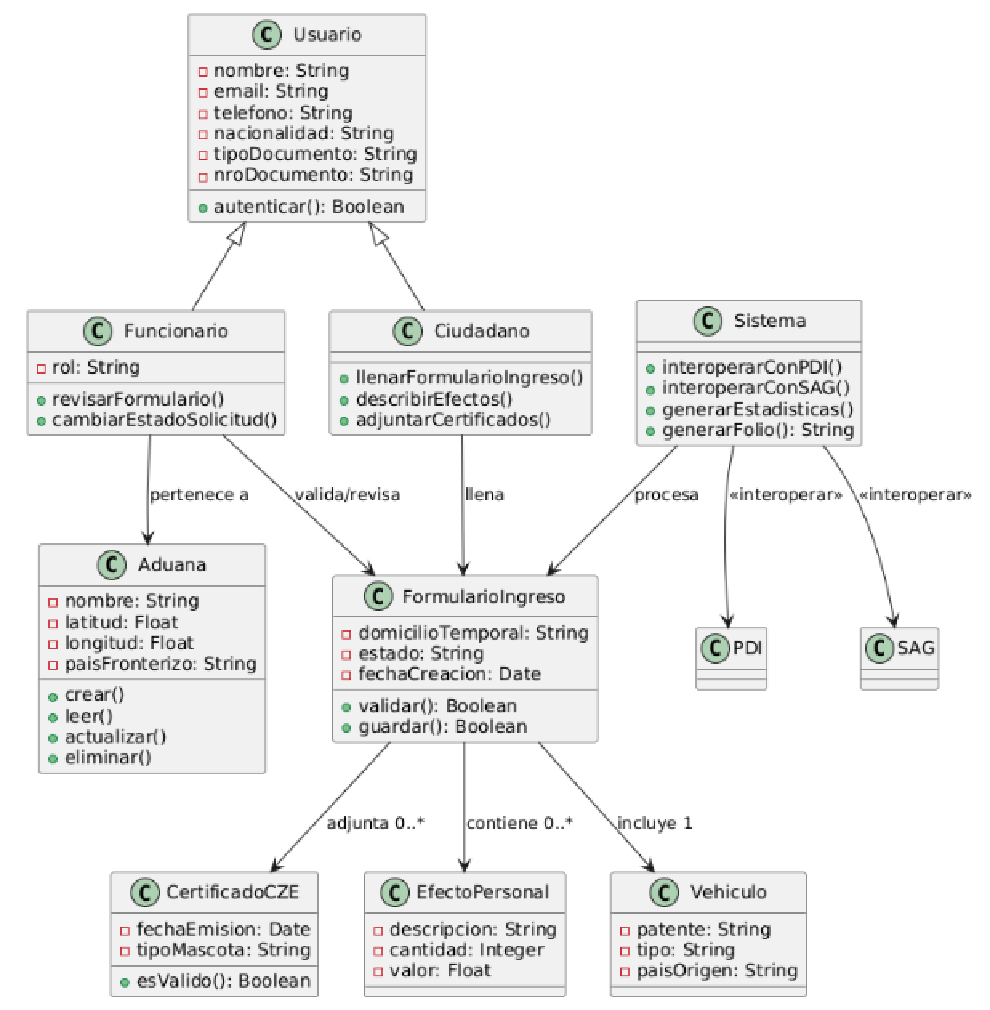 C Usuario
nombre: String
email: String
telefono: String
nacionalidad: String
tipoDocumento: String
nroDocumento: String
autenticar(): Boolean
C Funcionario
rol: String
revisarFormulario()
cambiarEstadoSolicitud()
C Ciudadano
llenarFormularioIngreso()
describirEfectos()
adjuntarCertificados()
C Sistema
interoperarConPDI()
interoperarConSAG()
generarEstadisticas()
generarFolio(): String
pertenece a
valida/revisa
llena
procesa
«interoperar»
«interoperar»
C Aduana
nombre: String
latitud: Float
longitud: Float
paisFronterizo: String
crear()
leer()
actualizar()
eliminar()
C FormularioIngreso
domicilioTemporal: String
estado: String
fechaCreacion: Date
validar(): Boolean
guardar(): Boolean
C PDI
C SAG
adjunta 0..*
contiene 0..*
incluye 1
C CertificadoCZE
fechaEmision: Date
tipoMascota: String
esValido(): Boolean
C EfectoPersonal
descripcion: String
cantidad: Integer
valor: Float
C Vehiculo
patente: String
tipo: String
paisOrigen: String